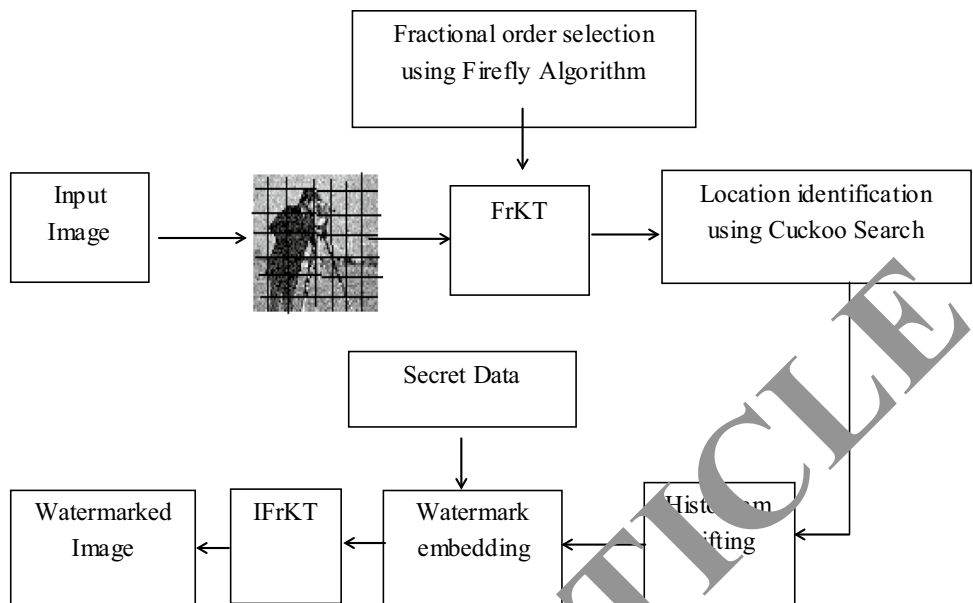 Fractional order selection
using Firefly Algorithm
Input
Image
FrKT
Location identification
using Cuckoo Search
Secret Data
Watermarked
Image
IFrKT
Watermark
embedding
TICLE